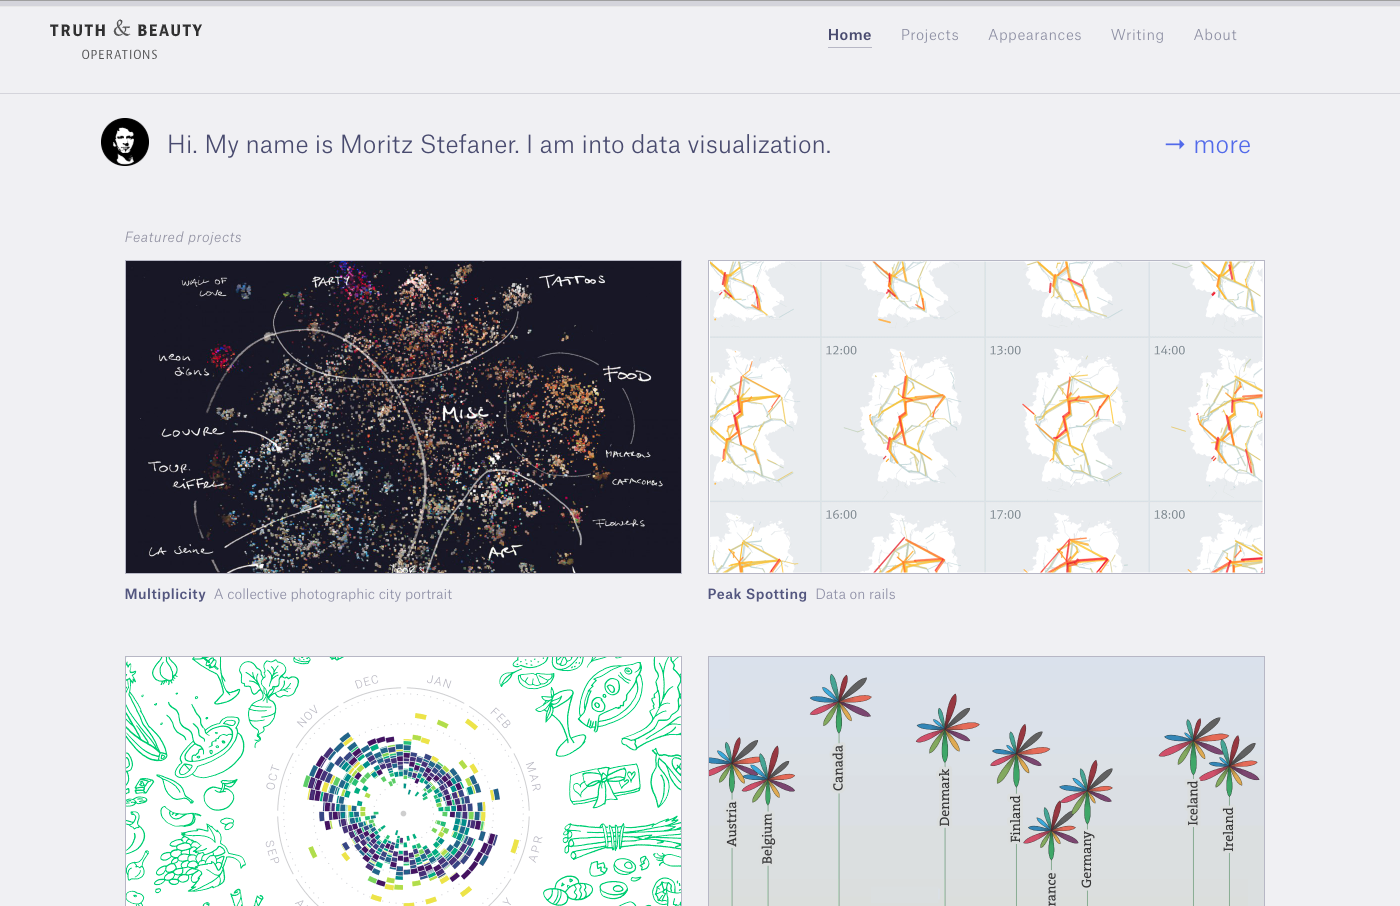 TRUTH & BEAUTY
OPERATIONS
Home Projects Appearances Writing About
Hi. My name is Moritz Stefaner. I am into data visualization.
→ more
Featured projects
WALL OF
LOVE
PARTY
TATTOOS
neon
signs
FOOD
MISC
LOUVRE
MACARONS
TOUR
eiffel
CATACOMBS
FLOWERS
LA seine
ART
12:00
13:00
14:00
16:00
17:00
18:00
Multiplicity A collective photographic city portrait
Peak Spotting Data on rails
DEC
JAN
NOV
FEB
OCT
MAR
SEP
APR
Austria
Belgium
Canada
Denmark
Finland
rance
Germany
Iceland
Ireland